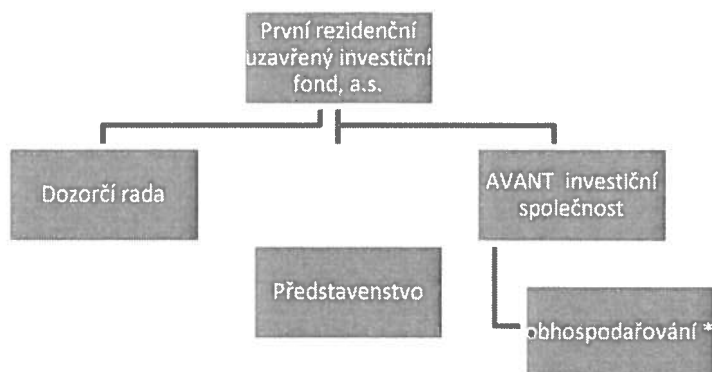 První rezidenční
uzavřený investiční
fond, a.s.
Dozorčí rada
AVANT investiční
společnost
Představenstvo
obhospodařování *